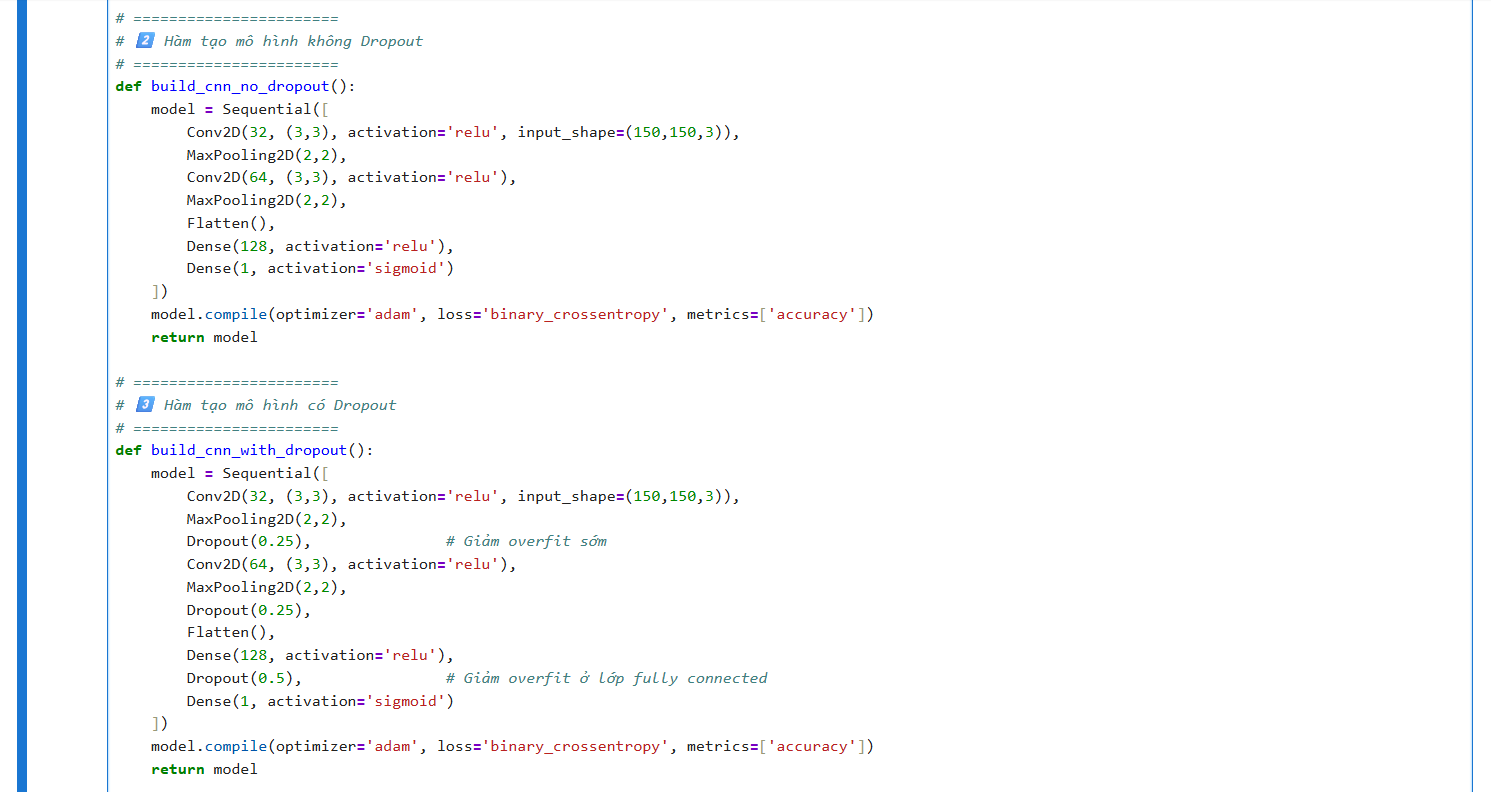 # =======================
# 2️⃣ Hàm tạo mô hình không Dropout
# =======================
def build_cnn_no_dropout():
    model = Sequential([
        Conv2D(32, (3,3), activation='relu', input_shape=(150,150,3)),
        MaxPooling2D(2,2),
        Conv2D(64, (3,3), activation='relu'),
        MaxPooling2D(2,2),
        Flatten(),
        Dense(128, activation='relu'),
        Dense(1, activation='sigmoid')
    ])
    model.compile(optimizer='adam', loss='binary_crossentropy', metrics=['accuracy'])
    return model

# =======================
# 3️⃣ Hàm tạo mô hình có Dropout
# =======================
def build_cnn_with_dropout():
    model = Sequential([
        Conv2D(32, (3,3), activation='relu', input_shape=(150,150,3)),
        MaxPooling2D(2,2),
        Dropout(0.25),               # Giảm overfit sớm
        Conv2D(64, (3,3), activation='relu'),
        MaxPooling2D(2,2),
        Dropout(0.25),
        Flatten(),
        Dense(128, activation='relu'),
        Dropout(0.5),                # Giảm overfit ở lớp fully connected
        Dense(1, activation='sigmoid')
    ])
    model.compile(optimizer='adam', loss='binary_crossentropy', metrics=['accuracy'])
    return model